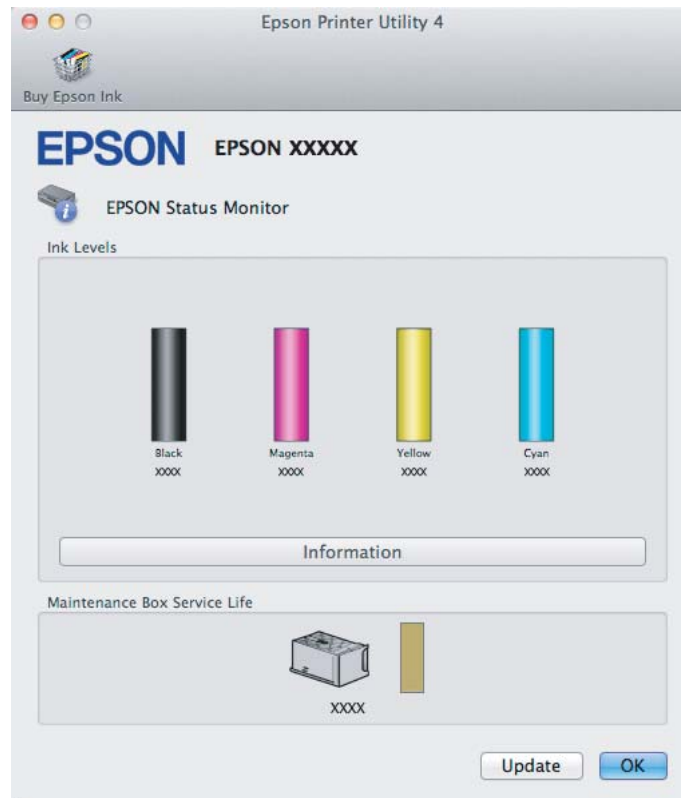 Epson Printer Utility 4
Buy Epson Ink
EPSON EPSON XXXXX
EPSON Status Monitor
Ink Levels
Black Magenta Yellow Cyan
XXXX XXXX XXXX XXXX
Information
Maintenance Box Service Life
XXXX
Update OK